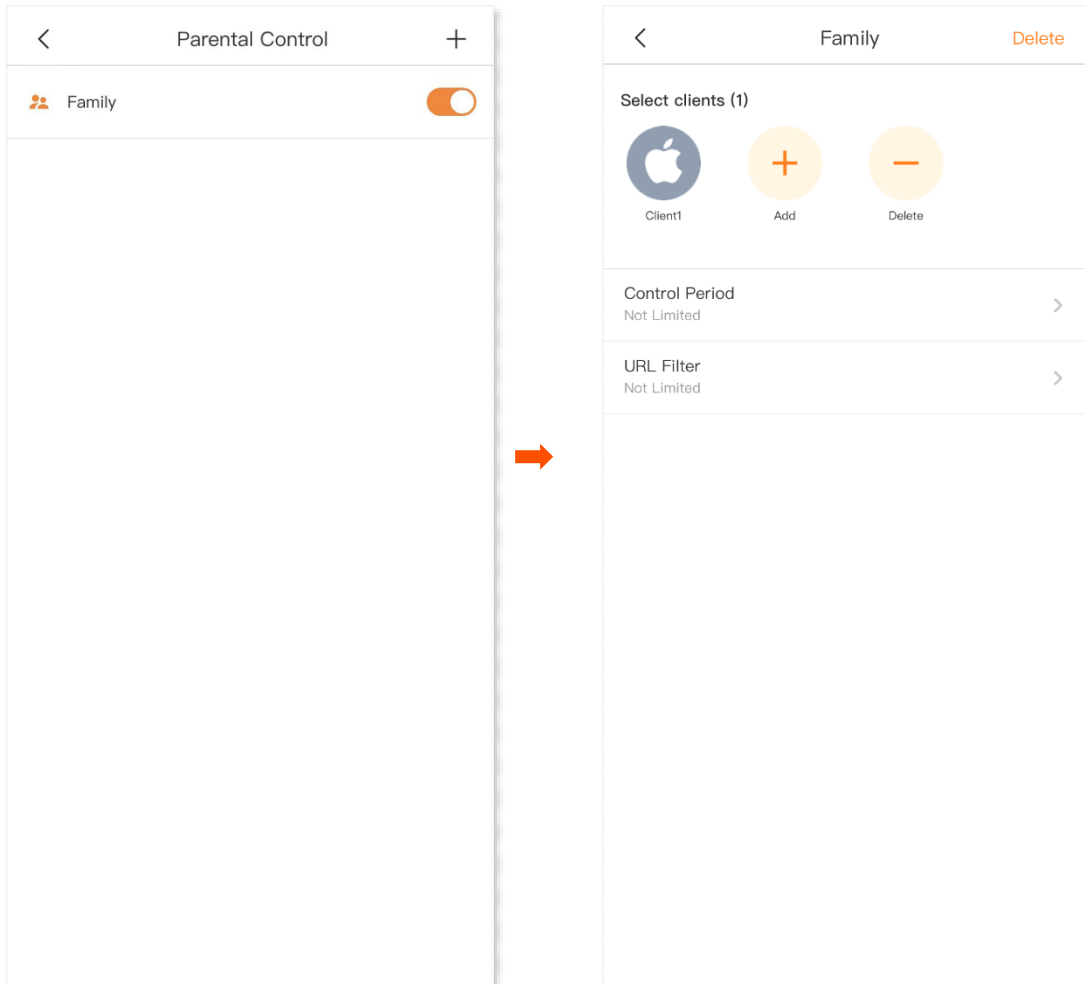 Parental Control
Family
Family
Delete
Select clients (1)
Client1
Add
Delete
Control Period
Not Limited
URL Filter
Not Limited